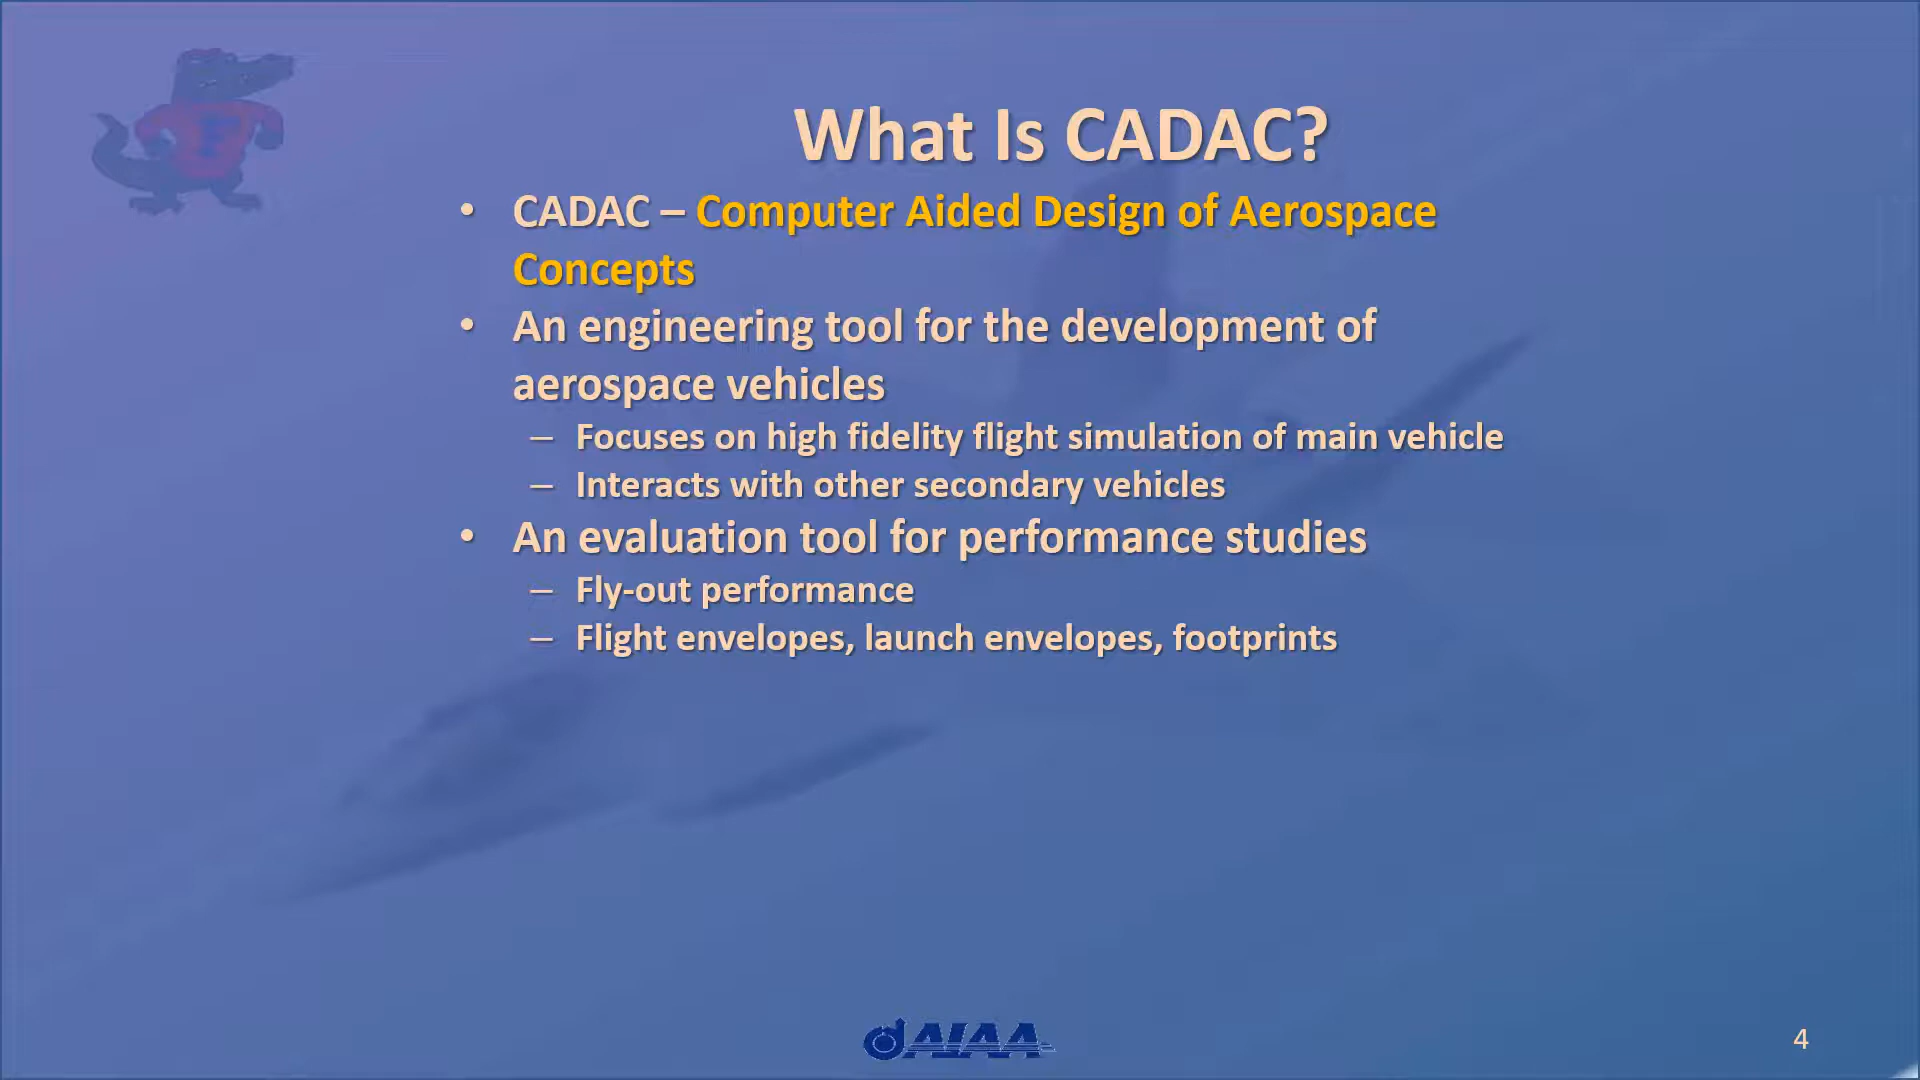 What Is CADAC?
• CADAC – Computer Aided Design of Aerospace
Concepts
• An engineering tool for the development of
aerospace vehicles
– Focuses on high fidelity flight simulation of main vehicle
– Interacts with other secondary vehicles
• An evaluation tool for performance studies
– Fly-out performance
– Flight envelopes, launch envelopes, footprints
AIAA
4